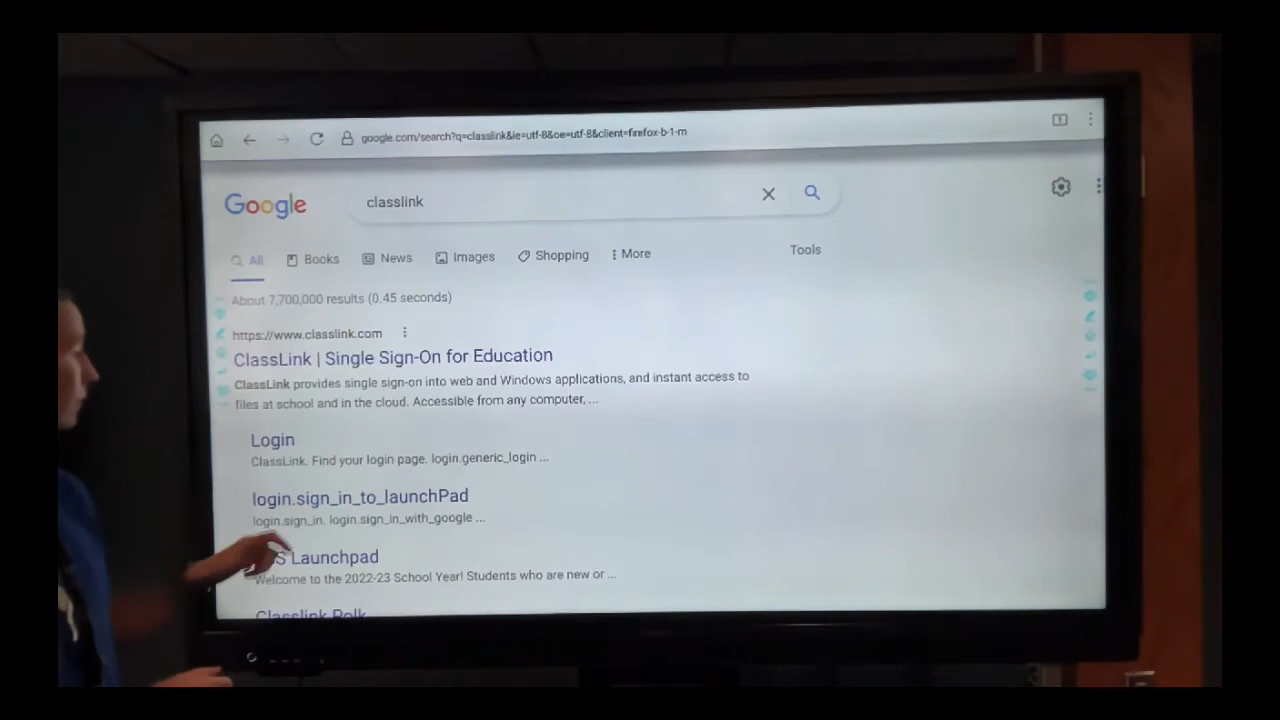 google.com/search?q=classlink&ie=utf-8&oe=utf-8&client=firefox-b-1-m
Google
classlink
All Books News Images Shopping More Tools
About 7,700,000 results (0.45 seconds)
https://www.classlink.com
ClassLink | Single Sign-On for Education
ClassLink provides single sign-on into web and Windows applications, and instant access to
files at school and in the cloud. Accessible from any computer, ...
Login
ClassLink. Find your login page. login.generic_login ...
login.sign_in_to_launchPad
login.sign_in. login.sign_in_with_google ...
S Launchpad
Welcome to the 2022-23 School Year! Students who are new or ...
Classlink Polk